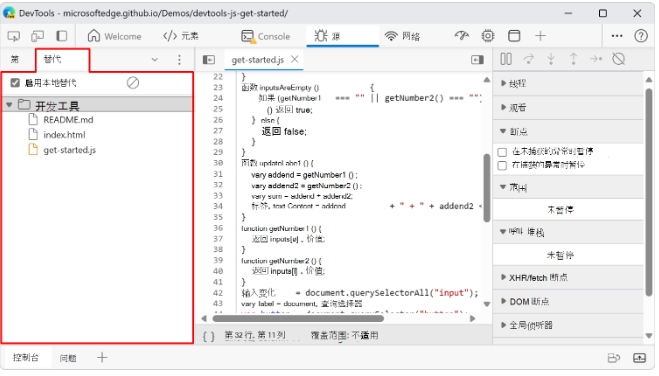 DevTools - microsoftedge.github.io/Demos/devtools-js-get-started/
Welcome </> 元素 Console 源 网络
第 替代 get-started.js
启用本地替代
开发工具
README.md
index.html
get-started.js
22 }
23 函数 inputsAreEmpty () {
24 如果 (getNumber1 === "" || getNumber2() === "")
25 () 返回 true;
26 } else {
27 返回 false;
28 }
29 }
30 函数 updateLabel () {
31 vary addend = getNumber1 () ;
32 vary addend2 = getNumber2 () ;
33 vary sum = addend + addend2;
34 标签, text Content = addend + " + " + addend2 +
35 }
36 function getNumber1 () {
37 返回 inputs[ø] , 价值;
38 }
39 function getNumber2 () {
40 返回 inputs[l] , 价值;
41 }
42 输入变化 = document.querySelectorAll("input");
43 vary label = document, 查询选择器
44 var button = document.querySelector("button");
{ } 第 32 行, 第 11 列 覆盖范围: 不适用
线程
观看
断点
在未捕获的异常时暂停
在捕获的异常时暂停
范围
未暂停
呼叫 堆栈
未暂停
XHR/fetch 断点
DOM 断点
全局侦听器
控制台 问题